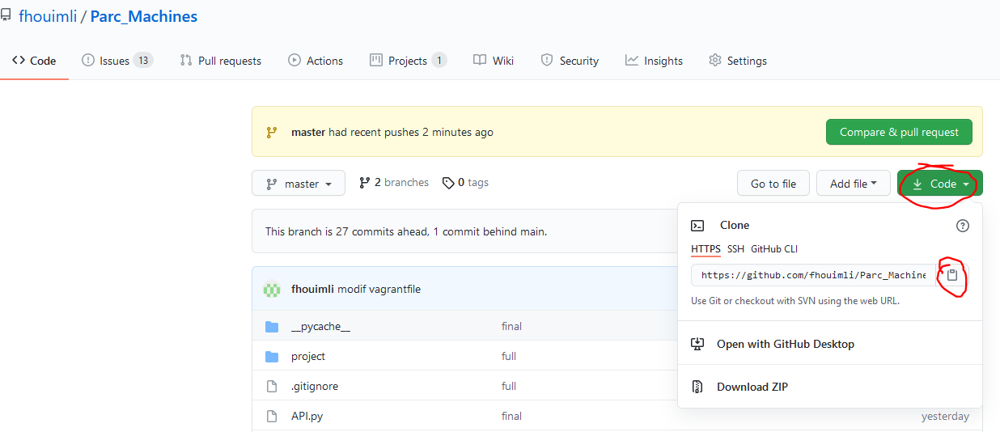 fhouimli / Parc_Machines
Code Issues 13 Pull requests Actions Projects 1 Wiki Security Insights Settings
master had recent pushes 2 minutes ago Compare & pull request
master 2 branches 0 tags Go to file Add file Code
This branch is 27 commits ahead, 1 commit behind main.
Clone
HTTPS SSH GitHub CLI
https://github.com/fhouimli/Parc_Machine
Use Git or checkout with SVN using the web URL.
Open with GitHub Desktop
Download ZIP
fhouimli modif vagrantfile
__pycache__ final
project full
.gitignore full
API.py final yesterday